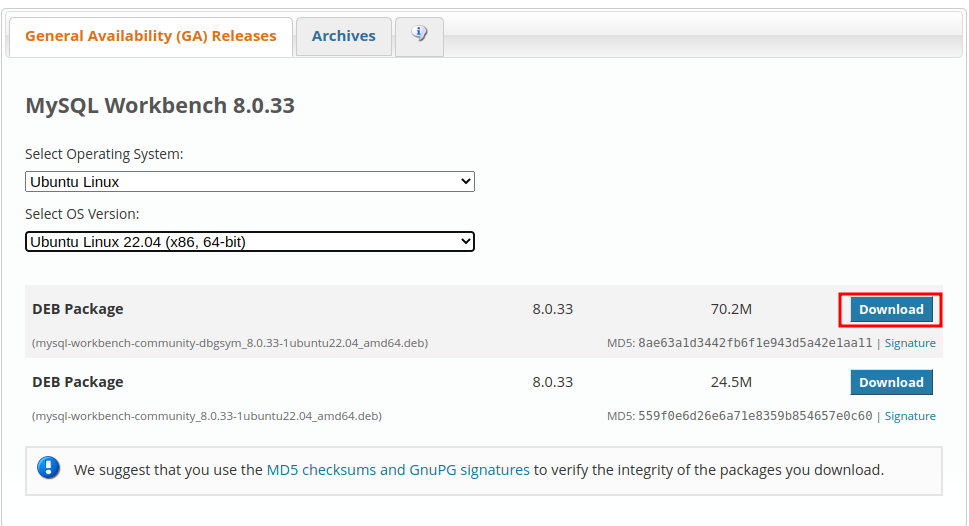 General Availability (GA) Releases
Archives
MySQL Workbench 8.0.33
Select Operating System:
Ubuntu Linux
Select OS Version:
Ubuntu Linux 22.04 (x86, 64-bit)
DEB Package 8.0.33 70.2M Download
(mysql-workbench-community-dbgsym_8.0.33-1ubuntu22.04_amd64.deb) MD5: 8ae63a1d3442fb6f1e943d5a42e1aa11 | Signature
DEB Package 8.0.33 24.5M Download
(mysql-workbench-community_8.0.33-1ubuntu22.04_amd64.deb) MD5: 559f0e6d26e6a71e8359b854657e0c60 | Signature
We suggest that you use the MD5 checksums and GnuPG signatures to verify the integrity of the packages you download.